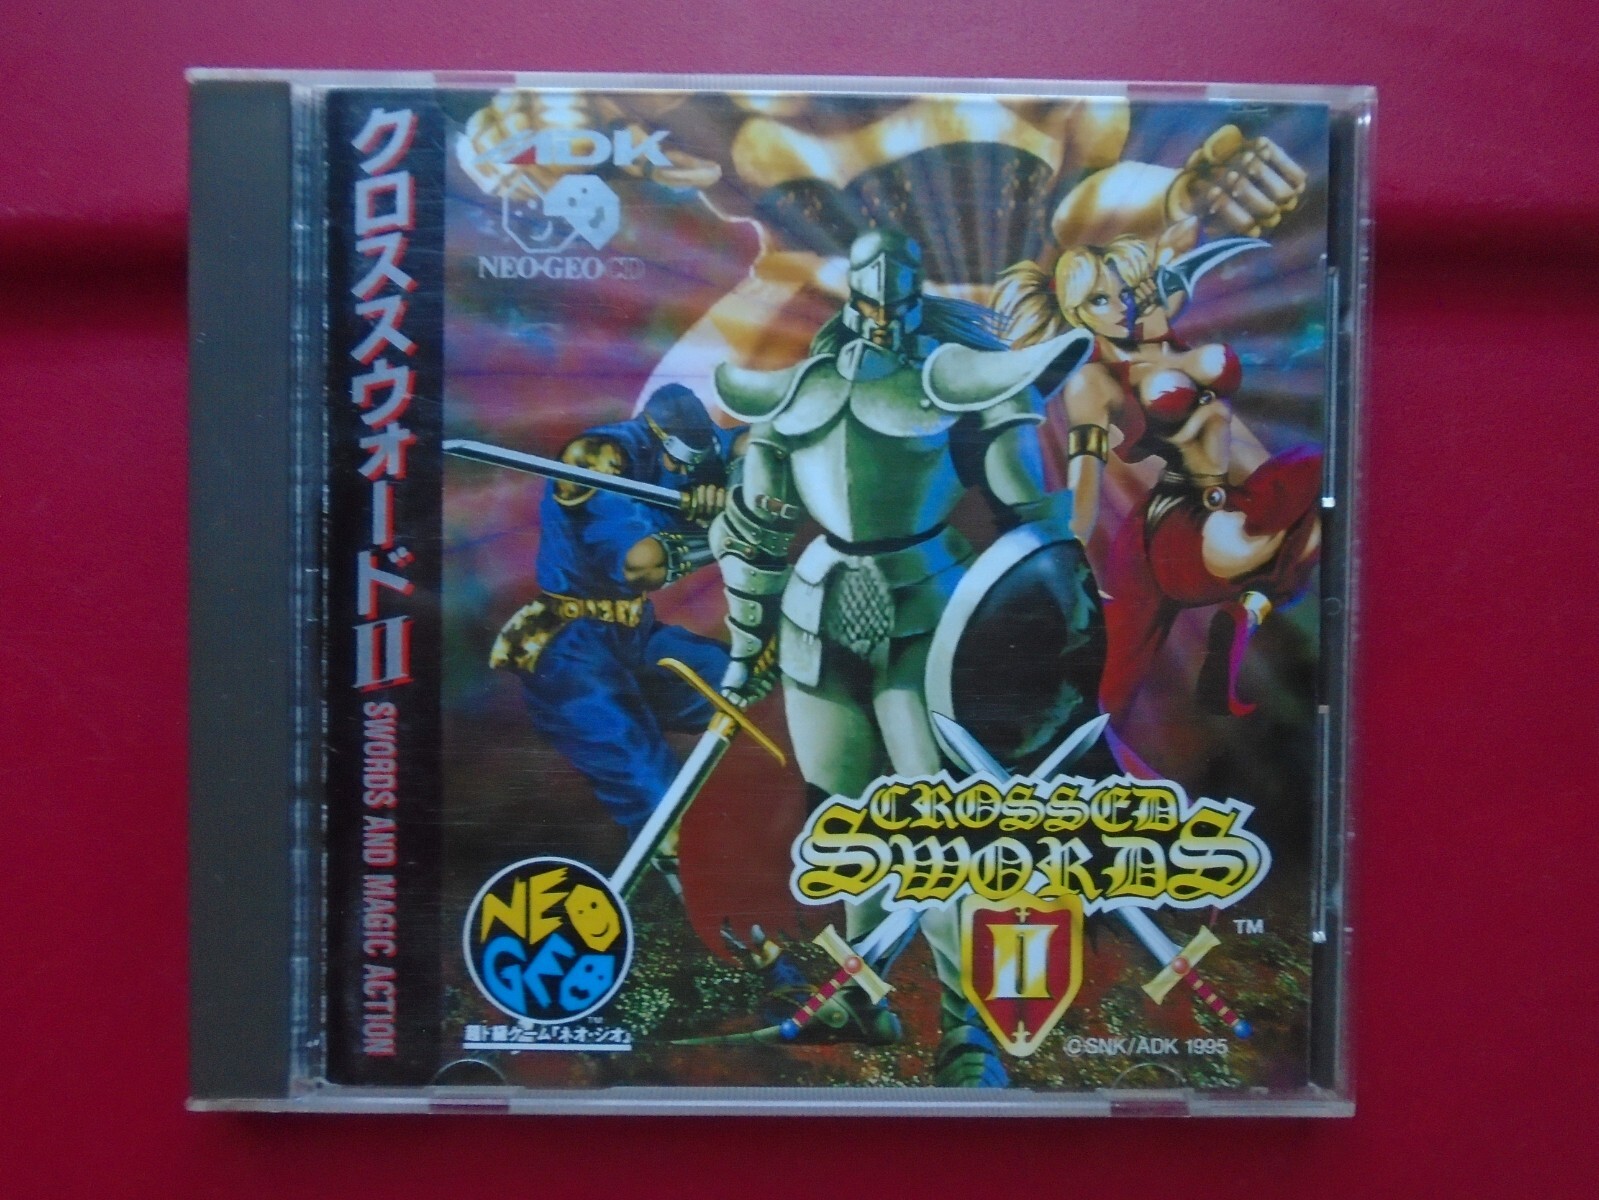 クロススウォードII SWORDS AND MAGIC ACTION
ADK
NEO·GEO CD
CROSSED
SWORDS
II
TM
NEO
GEO
TM
超ド級ゲーム「ネオ・ジオ」
©SNK/ADK 1995